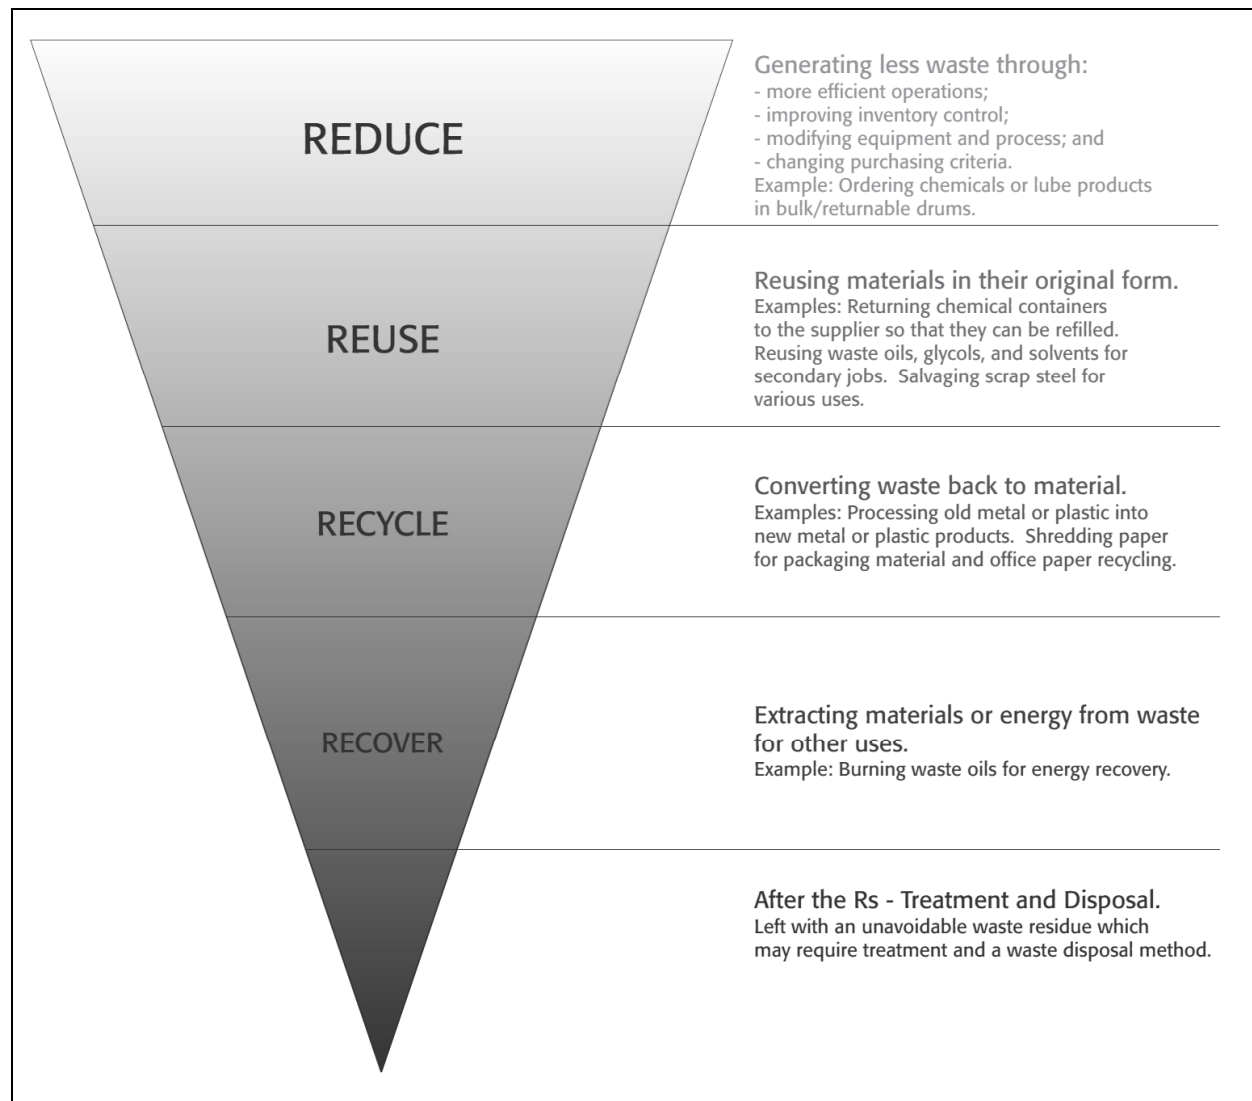 REDUCE
Generating less waste through:
- more efficient operations;
- improving inventory control;
- modifying equipment and process; and
- changing purchasing criteria.
Example: Ordering chemicals or lube products
in bulk/returnable drums.
REUSE
Reusing materials in their original form.
Examples: Returning chemical containers
to the supplier so that they can be refilled.
Reusing waste oils, glycols, and solvents for
secondary jobs.  Salvaging scrap steel for
various uses.
RECYCLE
Converting waste back to material.
Examples: Processing old metal or plastic into
new metal or plastic products.  Shredding paper
for packaging material and office paper recycling.
RECOVER
Extracting materials or energy from waste
for other uses.
Example: Burning waste oils for energy recovery.
After the Rs - Treatment and Disposal.
Left with an unavoidable waste residue which
may require treatment and a waste disposal method.